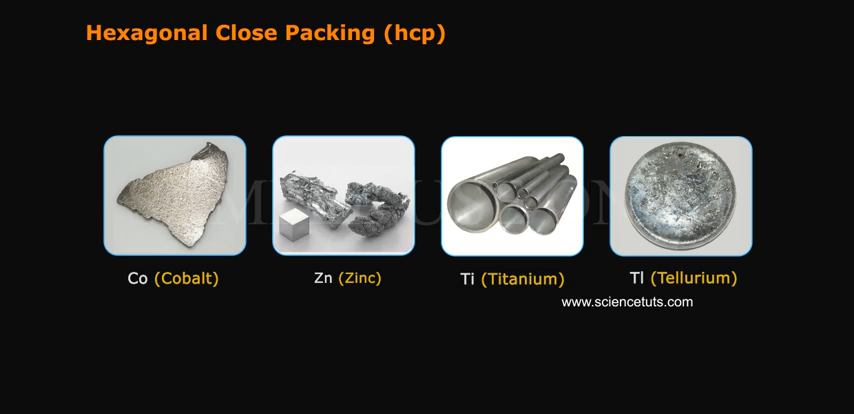 Hexagonal Close Packing (hcp)
Co (Cobalt)
Zn (Zinc)
Ti (Titanium)
Tl (Tellurium)
www.sciencetuts.com